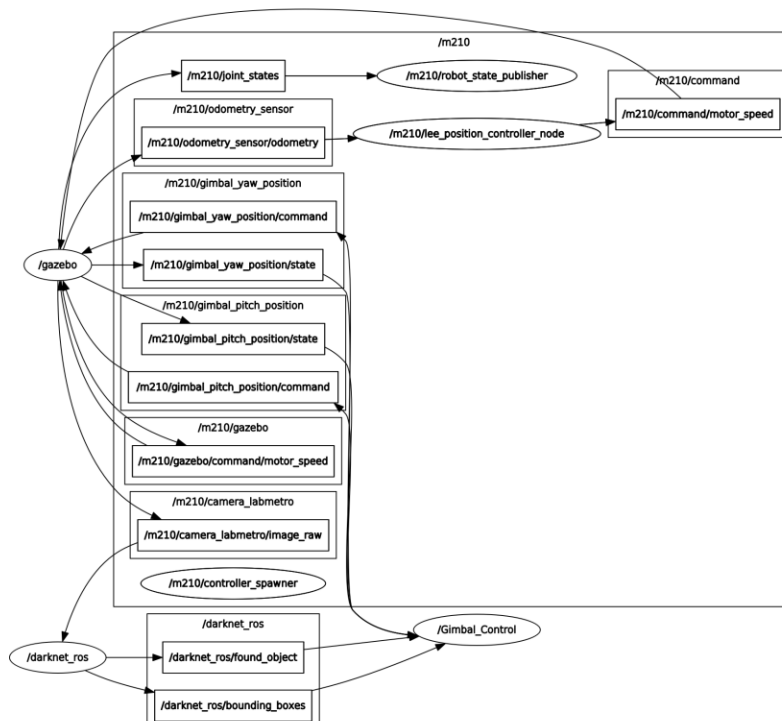 /m210
/m210/joint_states
/m210/robot_state_publisher
/m210/command
/m210/command/motor_speed
/m210/odometry_sensor
/m210/odometry_sensor/odometry
/m210/lee_position_controller_node
/m210/gimbal_yaw_position
/m210/gimbal_yaw_position/command
/gazebo
/m210/gimbal_yaw_position/state
/m210/gimbal_pitch_position
/m210/gimbal_pitch_position/state
/m210/gimbal_pitch_position/command
/m210/gazebo
/m210/gazebo/command/motor_speed
/m210/camera_labmetro
/m210/camera_labmetro/image_raw
/m210/controller_spawner
/darknet_ros
/Gimbal_Control
/darknet_ros
/darknet_ros/found_object
/darknet_ros/bounding_boxes